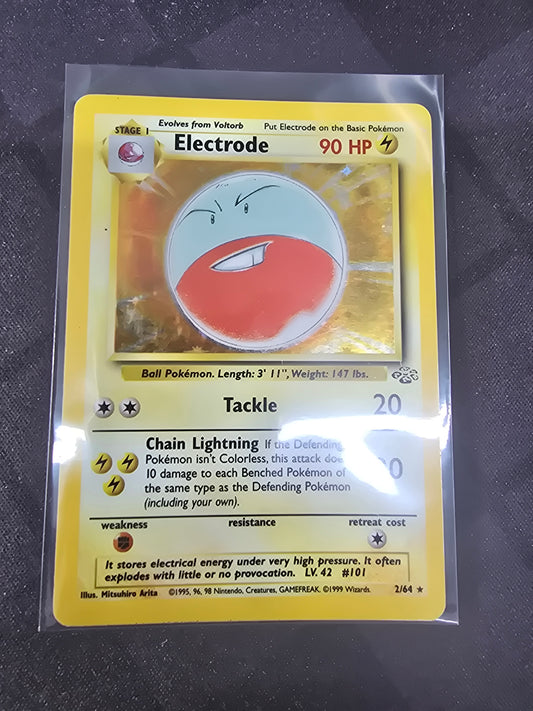 Evolves from Voltorb
Put Electrode on the Basic Pokémon
STAGE 1
Electrode
90 HP
Ball Pokémon. Length: 3' 11", Weight: 147 lbs.
Tackle 20
Chain Lightning If the Defending
Pokémon isn't Colorless, this attack does
10 damage to each Benched Pokémon of
the same type as the Defending Pokémon
(including your own).
weakness resistance retreat cost
It stores electrical energy under very high pressure. It often
explodes with little or no provocation. LV. 42 #101
Illus. Mitsuhiro Arita ©1995, 96, 98 Nintendo, Creatures, GAMEFREAK. ©1999 Wizards. 2/64 ★